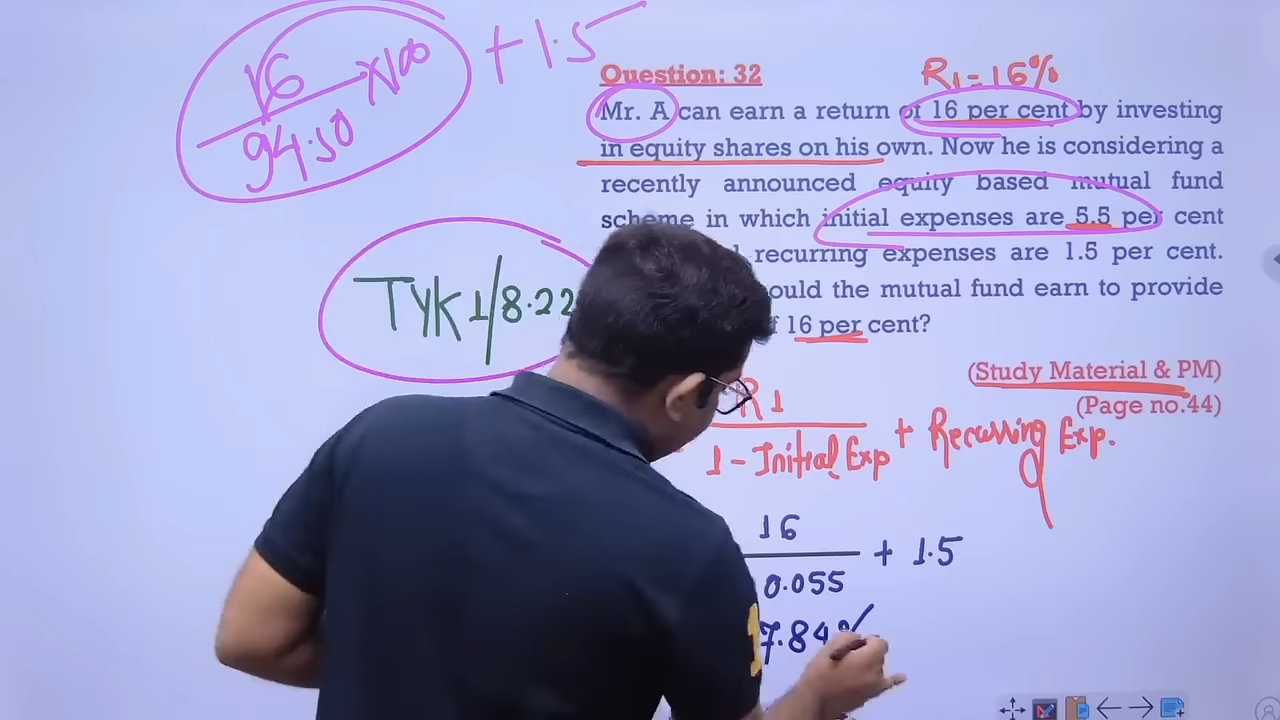 16
94.50
×100
+ 1.5
TYK 1/8.22
Question: 32
R1 = 16%
Mr. A can earn a return of 16 per cent by investing
in equity shares on his own. Now he is considering a
recently announced equity based mutual fund
scheme in which initial expenses are 5.5 per cent
recurring expenses are 1.5 per cent.
ould the mutual fund earn to provide
16 per cent?
(Study Material & PM)
(Page no.44)
R1
1 - Initial Exp + Recurring Exp.
16
0.055
+ 1.5
7.84%